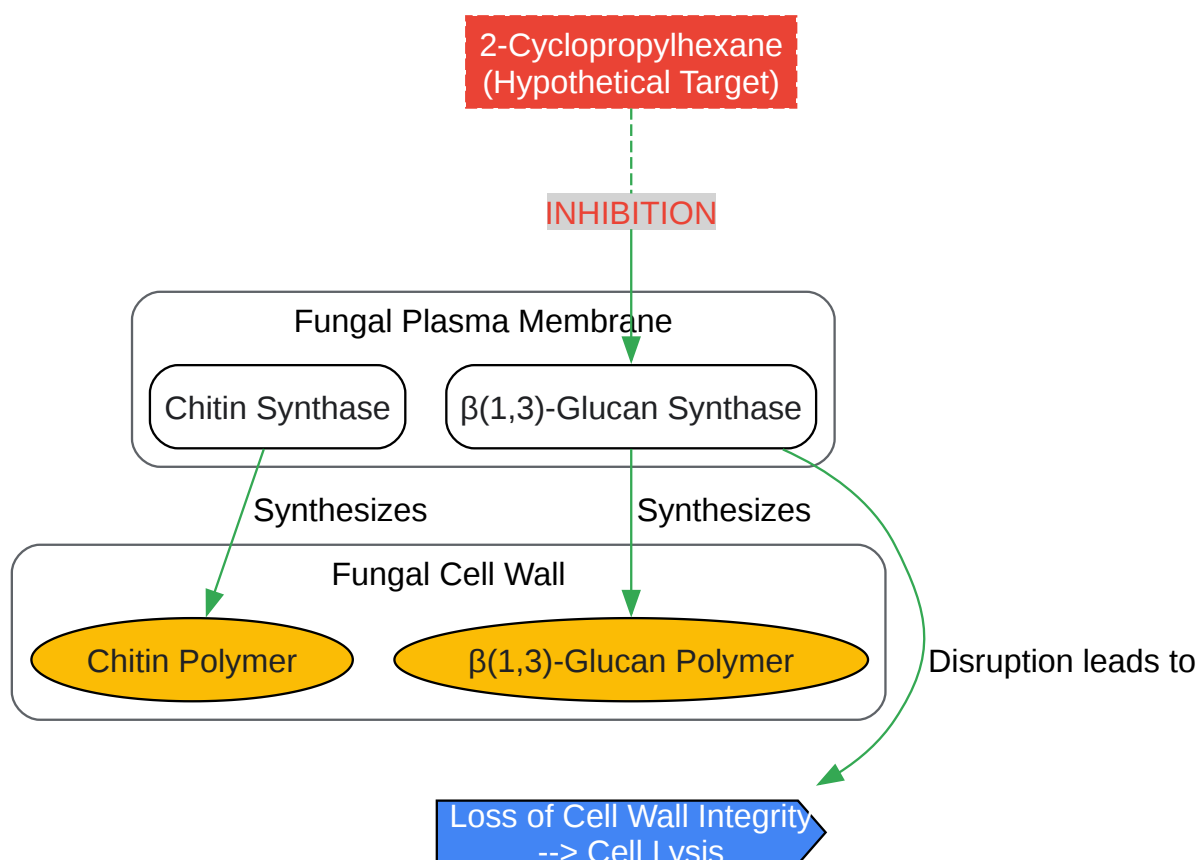 2-Cyclopropylhexane
(Hypothetical Target)
INHIBITION
Fungal Plasma Membrane
Chitin Synthase
β(1,3)-Glucan Synthase
Synthesizes
Synthesizes
Fungal Cell Wall
Chitin Polymer
β(1,3)-Glucan Polymer
Disruption leads to
Loss of Cell Wall Integrity
--> Cell Lysis